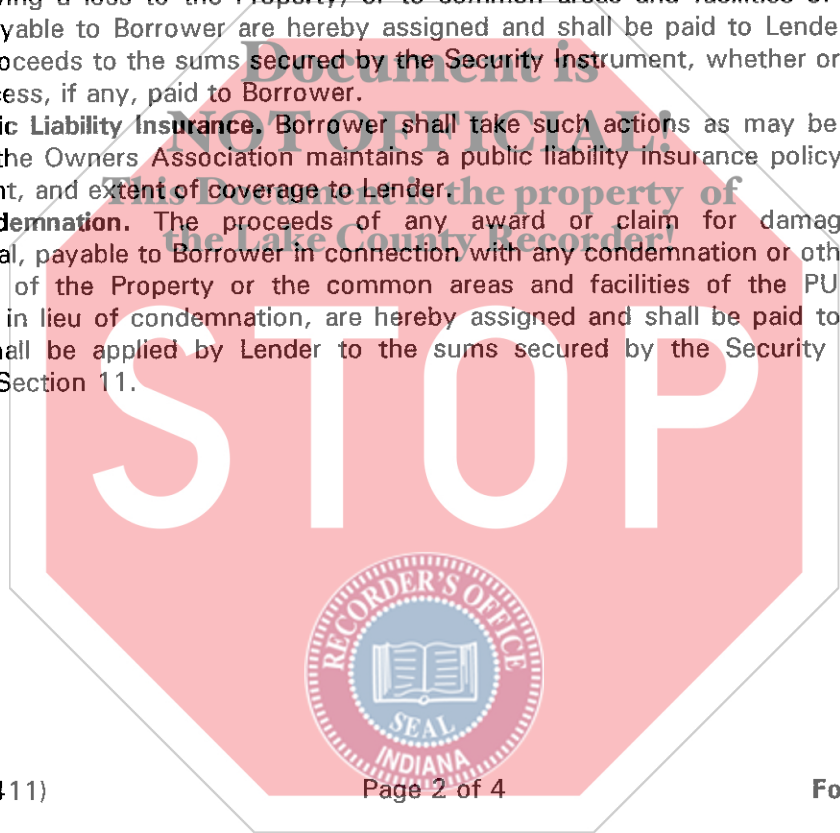 ving a loss to the Property, or to common areas and facilities of
yable to Borrower are hereby assigned and shall be paid to Lende
oceeds to the sums secured by the Security Instrument, whether or
ess, if any, paid to Borrower.
ic Liability Insurance. Borrower shall take such actions as may be
the Owners Association maintains a public liability insurance policy
nt, and extent of coverage to Lender.
demnation. The proceeds of any award or claim for damag
al, payable to Borrower in connection with any condemnation or oth
of the Property or the common areas and facilities of the PU
in lieu of condemnation, are hereby assigned and shall be paid to
all be applied by Lender to the sums secured by the Security
Section 11.
Document is
NOT OFFICIAL!
This Document is the property of
the Lake County Recorder!
STOP
RECORDER'S OFFICE
SEAL
INDIANA
411) Page 2 of 4 Fo